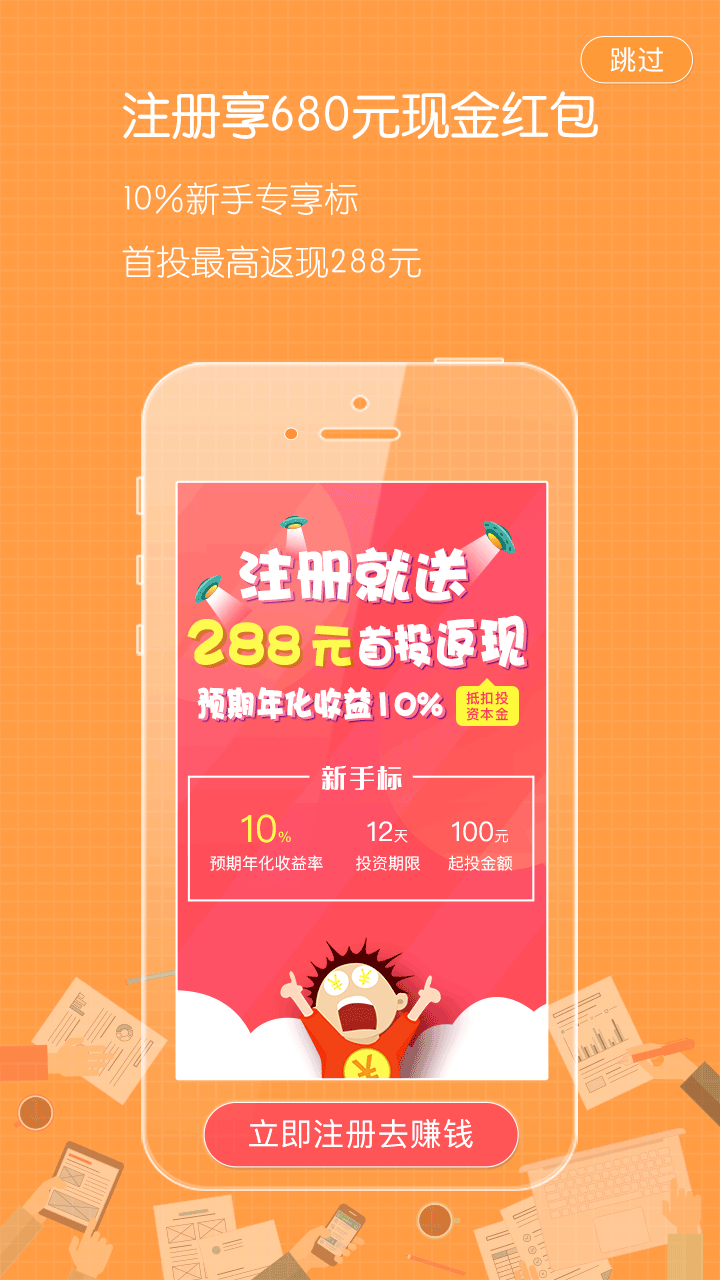 跳过
注册享680元现金红包
10%新手专享标
首投最高返现288元
注册就送
288元首投返现
预期年化收益10%
抵扣投
资本金
新手标
10% 12天 100元
预期年化收益率 投资期限 起投金额
¥ ¥
¥
立即注册去赚钱